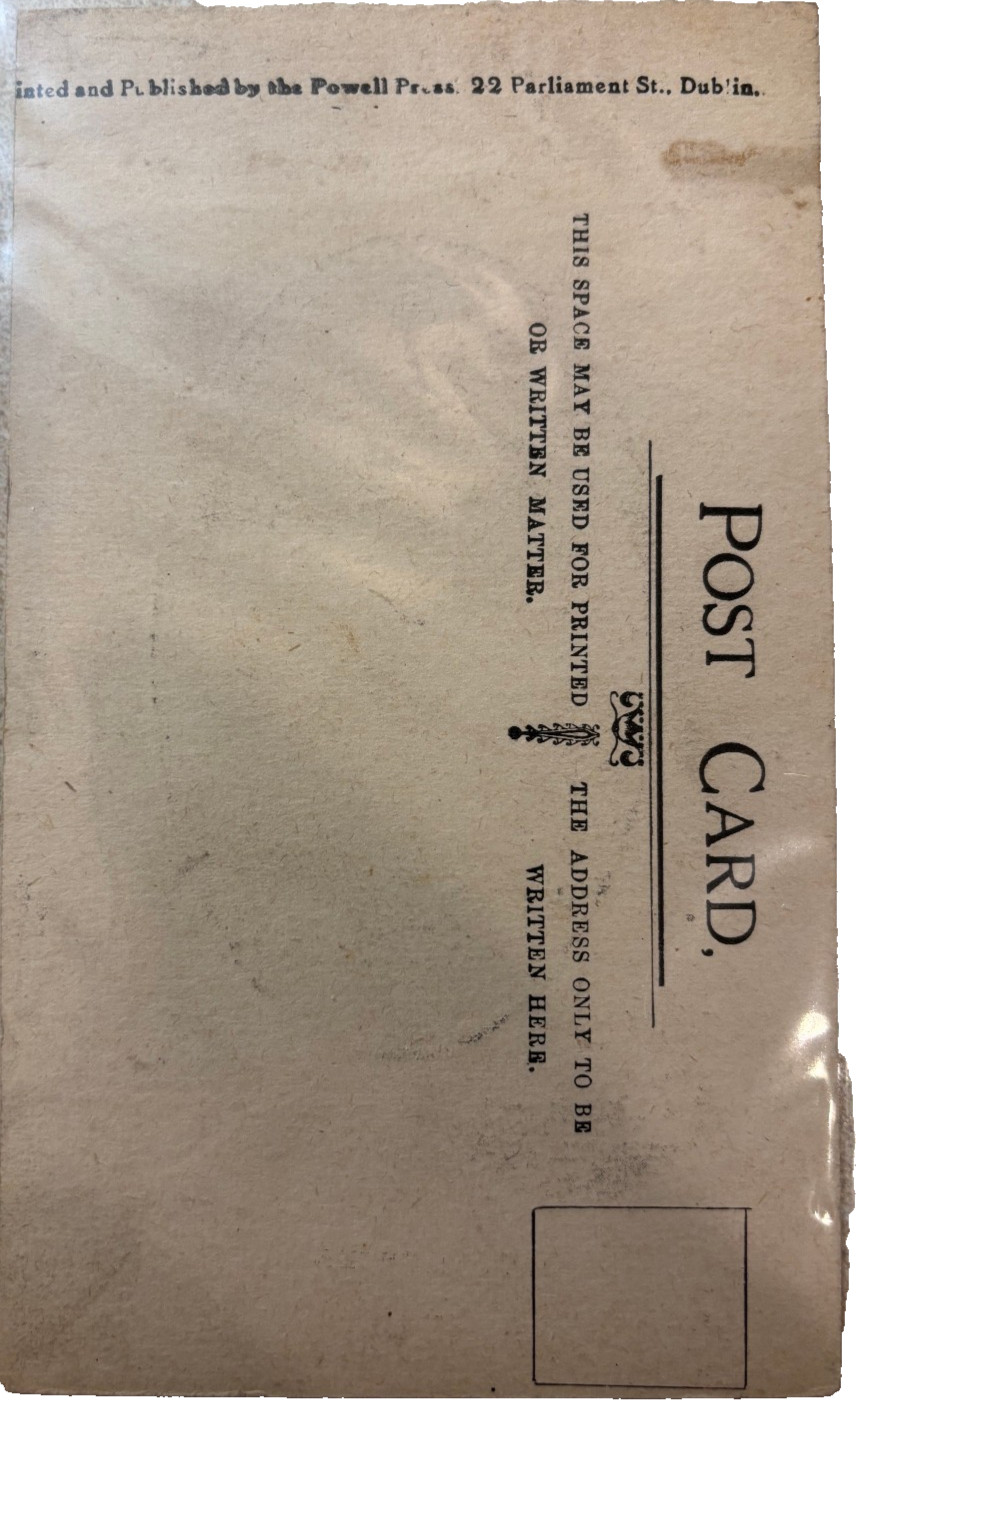 inted and Published by the Powell Press. 22 Parliament St., Dublin.
POST CARD,
THIS SPACE MAY BE USED FOR PRINTED
OR WRITTEN MATTER.
THE ADDRESS ONLY TO BE
WRITTEN HERE.